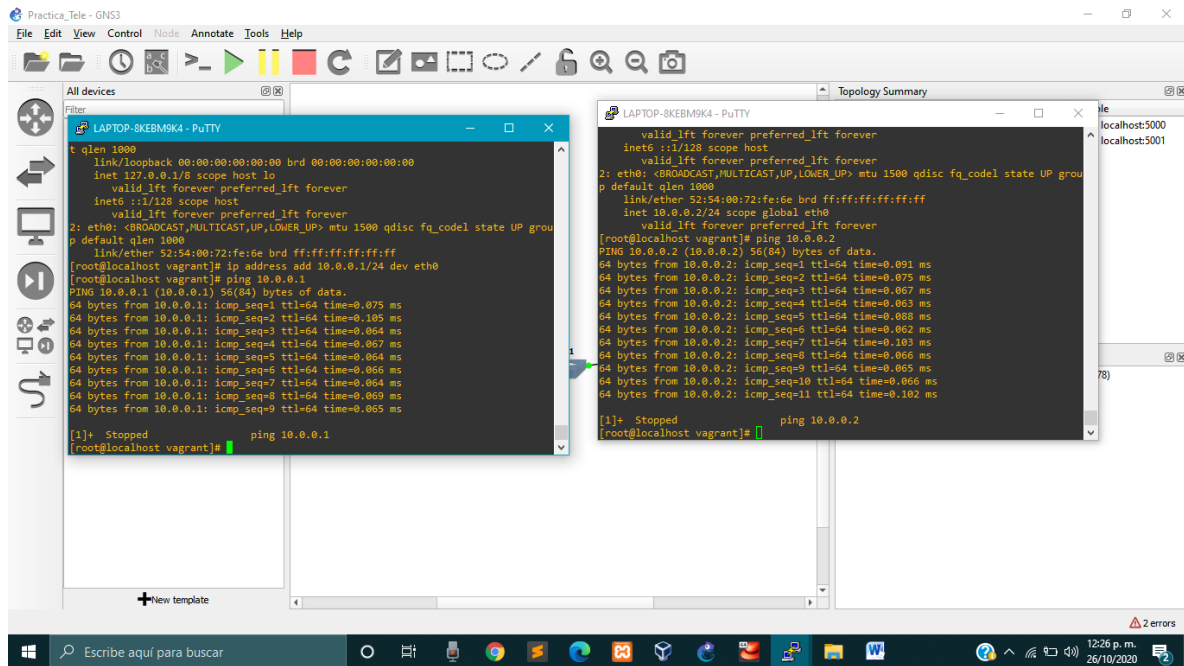 Practica_Tele - GNS3
File Edit View Control Node Annotate Tools Help
All devices
Filter
LAPTOP-8KEBM9K4 - PuTTY
t qlen 1000
link/loopback 00:00:00:00:00:00 brd 00:00:00:00:00:00
inet 127.0.0.1/8 scope host lo
valid_lft forever preferred_lft forever
inet6 ::1/128 scope host
valid_lft forever preferred_lft forever
2: eth0: <BROADCAST,MULTICAST,UP,LOWER_UP> mtu 1500 qdisc fq_codel state UP grou
p default qlen 1000
link/ether 52:54:00:72:fe:6e brd ff:ff:ff:ff:ff:ff
[root@localhost vagrant]# ip address add 10.0.0.1/24 dev eth0
[root@localhost vagrant]# ping 10.0.0.1
PING 10.0.0.1 (10.0.0.1) 56(84) bytes of data.
64 bytes from 10.0.0.1: icmp_seq=1 ttl=64 time=0.075 ms
64 bytes from 10.0.0.1: icmp_seq=2 ttl=64 time=0.105 ms
64 bytes from 10.0.0.1: icmp_seq=3 ttl=64 time=0.064 ms
64 bytes from 10.0.0.1: icmp_seq=4 ttl=64 time=0.067 ms
64 bytes from 10.0.0.1: icmp_seq=5 ttl=64 time=0.064 ms
64 bytes from 10.0.0.1: icmp_seq=6 ttl=64 time=0.066 ms
64 bytes from 10.0.0.1: icmp_seq=7 ttl=64 time=0.064 ms
64 bytes from 10.0.0.1: icmp_seq=8 ttl=64 time=0.069 ms
64 bytes from 10.0.0.1: icmp_seq=9 ttl=64 time=0.065 ms
[1]+ Stopped ping 10.0.0.1
[root@localhost vagrant]#
New template
1
LAPTOP-8KEBM9K4 - PuTTY
valid_lft forever preferred_lft forever
inet6 ::1/128 scope host
valid_lft forever preferred_lft forever
2: eth0: <BROADCAST,MULTICAST,UP,LOWER_UP> mtu 1500 qdisc fq_codel state UP grou
p default qlen 1000
link/ether 52:54:00:72:fe:6e brd ff:ff:ff:ff:ff:ff
inet 10.0.0.2/24 scope global eth0
valid_lft forever preferred_lft forever
[root@localhost vagrant]# ping 10.0.0.2
PING 10.0.0.2 (10.0.0.2) 56(84) bytes of data.
64 bytes from 10.0.0.2: icmp_seq=1 ttl=64 time=0.091 ms
64 bytes from 10.0.0.2: icmp_seq=2 ttl=64 time=0.075 ms
64 bytes from 10.0.0.2: icmp_seq=3 ttl=64 time=0.067 ms
64 bytes from 10.0.0.2: icmp_seq=4 ttl=64 time=0.063 ms
64 bytes from 10.0.0.2: icmp_seq=5 ttl=64 time=0.088 ms
64 bytes from 10.0.0.2: icmp_seq=6 ttl=64 time=0.062 ms
64 bytes from 10.0.0.2: icmp_seq=7 ttl=64 time=0.103 ms
64 bytes from 10.0.0.2: icmp_seq=8 ttl=64 time=0.066 ms
64 bytes from 10.0.0.2: icmp_seq=9 ttl=64 time=0.065 ms
64 bytes from 10.0.0.2: icmp_seq=10 ttl=64 time=0.066 ms
64 bytes from 10.0.0.2: icmp_seq=11 ttl=64 time=0.102 ms
[1]+ Stopped ping 10.0.0.2
[root@localhost vagrant]#
Topology Summary
ole
localhost:5000
localhost:5001
78)
2 errors
Escribe aquí para buscar
12:26 p. m.
26/10/2020